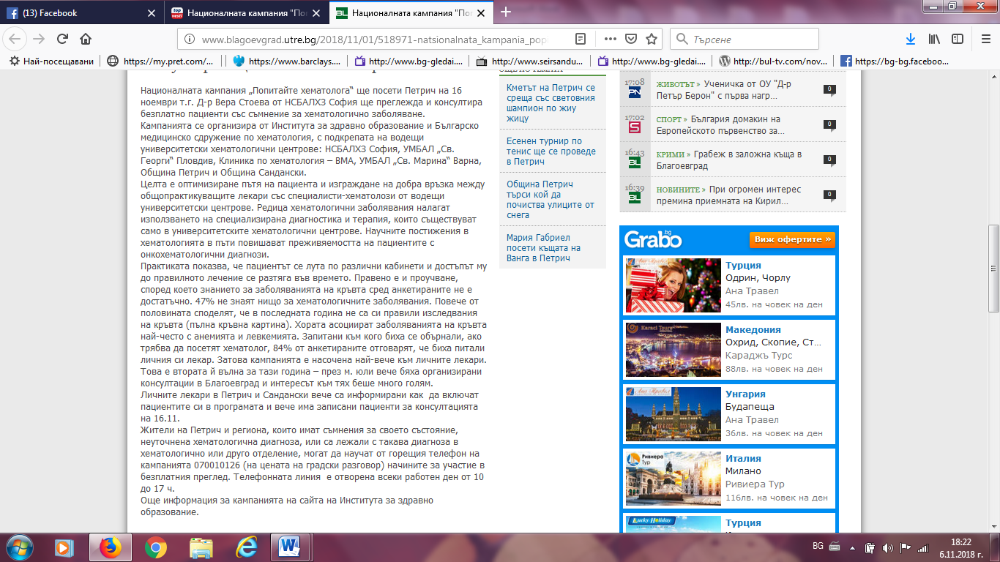 (13) Facebook
Националната кампания "Поп
Националната кампания "Поп
www.blagoevgrad.utre.bg/2018/11/01/518971-natsionalnata_kampania_pop
Търсене
Най-посещавани
https://my.pret.com/...
https://www.barclays....
http://www.bg-gledai....
http://www.seirsandu...
http://www.bg-gledai....
http://bul-tv.com/nov...
https://bg-bg.faceboo...
Националната кампания „Попитайте хематолога“ ще посети Петрич на 16
ноември т.г. Д-р Вера Стоева от НСБАЛХЗ София ще преглежда и консултира
безплатно пациенти със съмнение за хематологично заболяване.
Кампанията се организира от Института за здравно образование и Българско
медицинско сдружение по хематология, с подкрепата на водещи
университетски хематологични центрове: НСБАЛХЗ София, УМБАЛ „Св.
Георги“ Пловдив, Клиника по хематология – ВМА, УМБАЛ „Св. Марина“ Варна,
Община Петрич и Община Сандански.
Целта е оптимизиране пътя на пациента и изграждане на добра връзка между
общопрактикуващите лекари със специалисти-хематолози от водещи
университетски центрове. Редица хематологични заболявания налагат
използването на специализирана диагностика и терапия, които съществуват
само в университетските хематологични центрове. Научните постижения в
хематологията в пъти повишават преживяемостта на пациентите с
онкохематологични диагнози.
Практиката показва, че пациентът се лута по различни кабинети и достъпът му
до правилното лечение се разтяга във времето. Правено е и проучване,
според което знанието за заболяванията на кръвта сред анкетираните не е
достатъчно. 47% не знаят нищо за хематологичните заболявания. Повече от
половината споделят, че в последната година не са си правили изследвания
на кръвта (пълна кръвна картина). Хората асоциират заболяванията на кръвта
най-често с анемията и левкемията. Запитани към кого биха се обърнали, ако
трябва да посетят хематолог, 84% от анкетираните отговарят, че биха питали
личния си лекар. Затова кампанията е насочена най-вече към личните лекари.
Това е втората й вълна за тази година – през м. юли вече бяха организирани
консултации в Благоевград и интересът към тях беше много голям.
Личните лекари в Петрич и Сандански вече са информирани как да включат
пациентите си в програмата и вече има записани пациенти за консултацията
на 16.11.
Жители на Петрич и региона, които имат съмнения за своето състояние,
неуточнена хематологична диагноза, или са лежали с такава диагноза в
хематологично или друго отделение, могат да научат от горещия телефон на
кампанията 070010126 (на цената на градски разговор) начините за участие в
безплатния преглед. Телефонната линия е отворена всеки работен ден от 10
до 17 ч.
Още информация за кампанията на сайта на Института за здравно
образование.
Кметът на Петрич се
среща със световния
шампион по жиу
жицу
Есенен турнир по
тенис ще се проведе
в Петрич
Община Петрич
търси кой да
почиства улиците от
снега
Мария Габриел
посети къщата на
Ванга в Петрич
17:08 ЖИВОТЪТ » Ученичка от ОУ "Д-р
Петър Берон" с първа нагр... 0
17:02 СПОРТ » България домакин на
Европейското първенство за... 0
16:43 КРИМИ » Грабеж в заложна къща в
Благоевград 0
16:39 НОВИНИТЕ » При огромен интерес
премина приемната на Кирил... 0
Grabo.bg
Виж офертите »
Турция
Одрин, Чорлу
Ана Травел
45лв. на човек на ден
Македония
Охрид, Скопие, Ст...
Караджъ Турс
88лв. на човек на ден
Karaci Tours
Унгария
Будапеща
Ана Травел
36лв. на човек на ден
Италия
Милано
Ривиера Тур
116лв. на човек на ден
Ривиера Тур
Турция
Lucky Holiday
BG
18:22
6.11.2018 г.